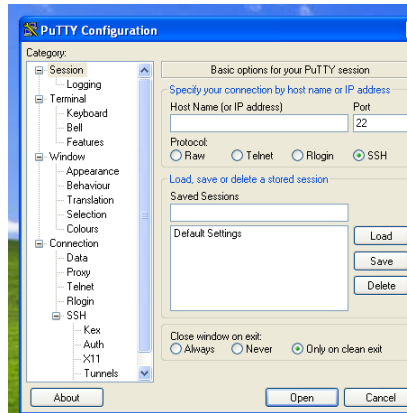 PuTTY Configuration
Category:
Session
Logging
Terminal
Keyboard
Bell
Features
Window
Appearance
Behaviour
Translation
Selection
Colours
Connection
Data
Proxy
Telnet
Rlogin
SSH
Kex
Auth
X11
Tunnels
Basic options for your PuTTY session
Specify your connection by host name or IP address
Host Name (or IP address) Port
22
Protocol:
Raw Telnet Rlogin SSH
Load, save or delete a stored session
Saved Sessions
Default Settings
Load
Save
Delete
Close window on exit:
Always Never Only on clean exit
About Open Cancel